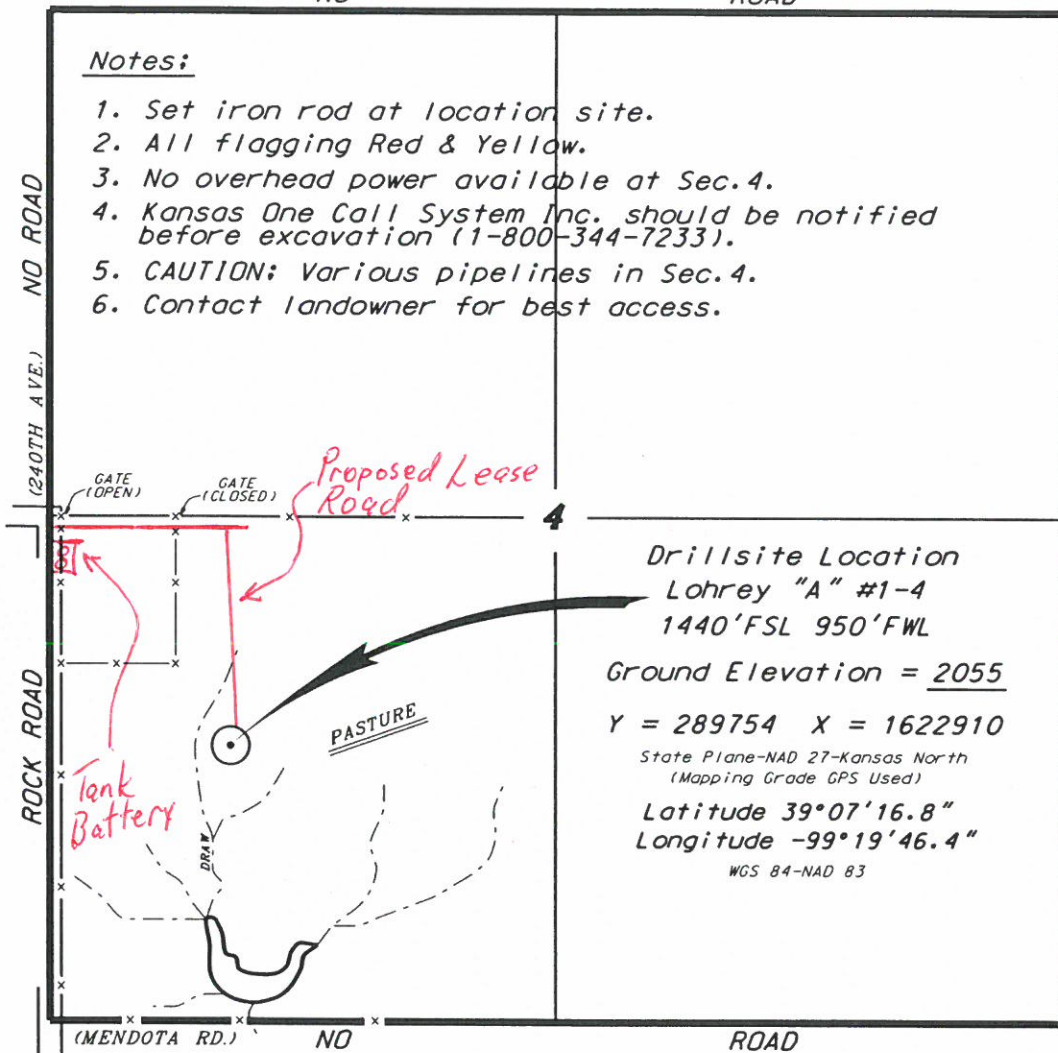 NO ROAD
Notes:
1. Set iron rod at location site.
2. All flagging Red & Yellow.
3. No overhead power available at Sec.4.
4. Kansas One Call System Inc. should be notified
before excavation (1-800-344-7233).
5. CAUTION: Various pipelines in Sec.4.
6. Contact landowner for best access.
NO ROAD
(240TH AVE.)
GATE
(OPEN)
GATE
(CLOSED)
Proposed Lease
Road
4
Drillsite Location
Lohrey "A" #1-4
1440'FSL 950'FWL
Ground Elevation = 2055
Y = 289754 X = 1622910
State Plane-NAD 27-Kansas North
(Mapping Grade GPS Used)
Latitude 39°07'16.8"
Longitude -99°19'46.4"
WGS 84-NAD 83
PASTURE
ROCK ROAD
Tank
Battery
DRAW
(MENDOTA RD.) NO ROAD